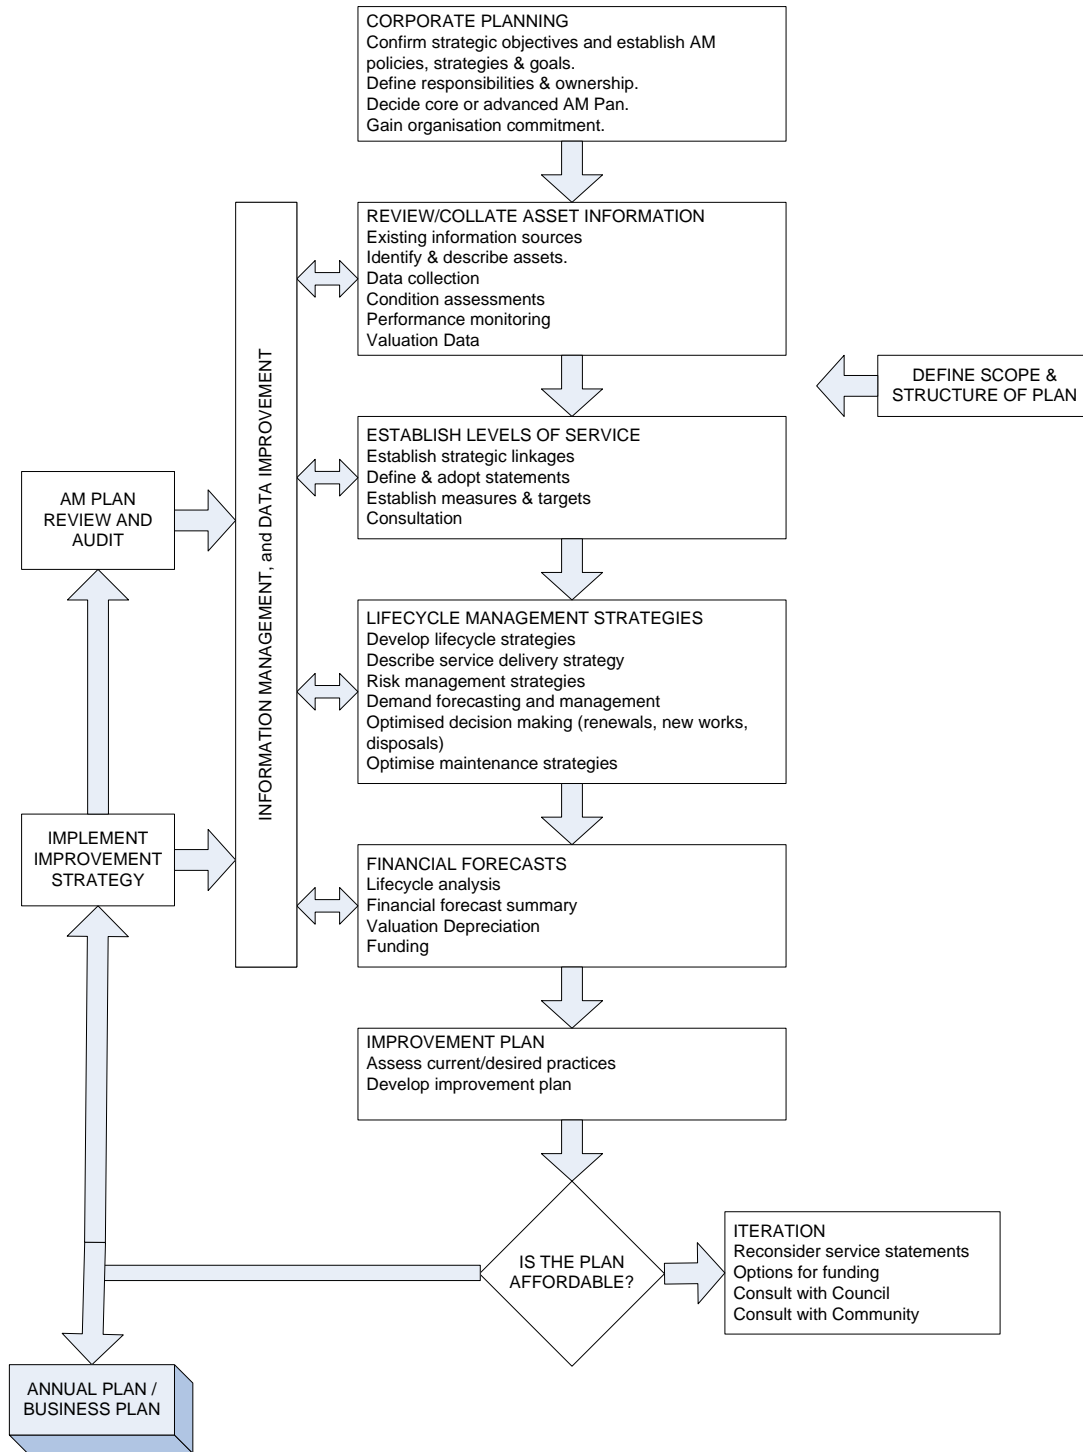 CORPORATE PLANNING
Confirm strategic objectives and establish AM
policies, strategies & goals.
Define responsibilities & ownership.
Decide core or advanced AM Pan.
Gain organisation commitment.
REVIEW/COLLATE ASSET INFORMATION
Existing information sources
Identify & describe assets.
Data collection
Condition assessments
Performance monitoring
Valuation Data
INFORMATION MANAGEMENT, and DATA IMPROVEMENT
DEFINE SCOPE &
STRUCTURE OF PLAN
ESTABLISH LEVELS OF SERVICE
Establish strategic linkages
Define & adopt statements
Establish measures & targets
Consultation
AM PLAN
REVIEW AND
AUDIT
LIFECYCLE MANAGEMENT STRATEGIES
Develop lifecycle strategies
Describe service delivery strategy
Risk management strategies
Demand forecasting and management
Optimised decision making (renewals, new works,
disposals)
Optimise maintenance strategies
IMPLEMENT
IMPROVEMENT
STRATEGY
FINANCIAL FORECASTS
Lifecycle analysis
Financial forecast summary
Valuation Depreciation
Funding
IMPROVEMENT PLAN
Assess current/desired practices
Develop improvement plan
IS THE PLAN
AFFORDABLE?
ITERATION
Reconsider service statements
Options for funding
Consult with Council
Consult with Community
ANNUAL PLAN /
BUSINESS PLAN